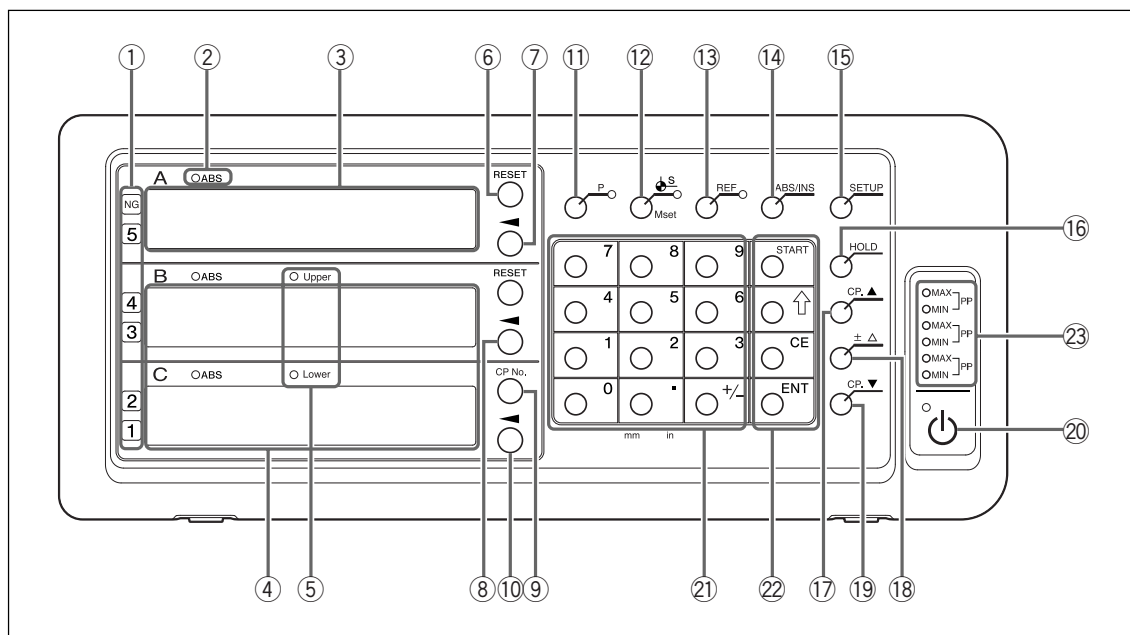 ① ② ③ ⑥ ⑦ ⑪ ⑫ ⑬ ⑭ ⑮
A ABS RESET
P S Mset REF ABS/INS SETUP
NG
5
HOLD ⑯
7 8 9 START
B ABS Upper RESET
4
3
4 5 6 ⇧
CP. ▲
MAX PP
MIN
MAX PP
MIN
MAX PP
MIN
㉓
1 2 3 CE
± △
C ABS Lower CP No.
2
1
0 . +/- ENT
CP. ▼
mm in
⑳
④ ⑤ ⑧ ⑩ ⑨ ㉑ ㉒ ⑰ ⑲ ⑱